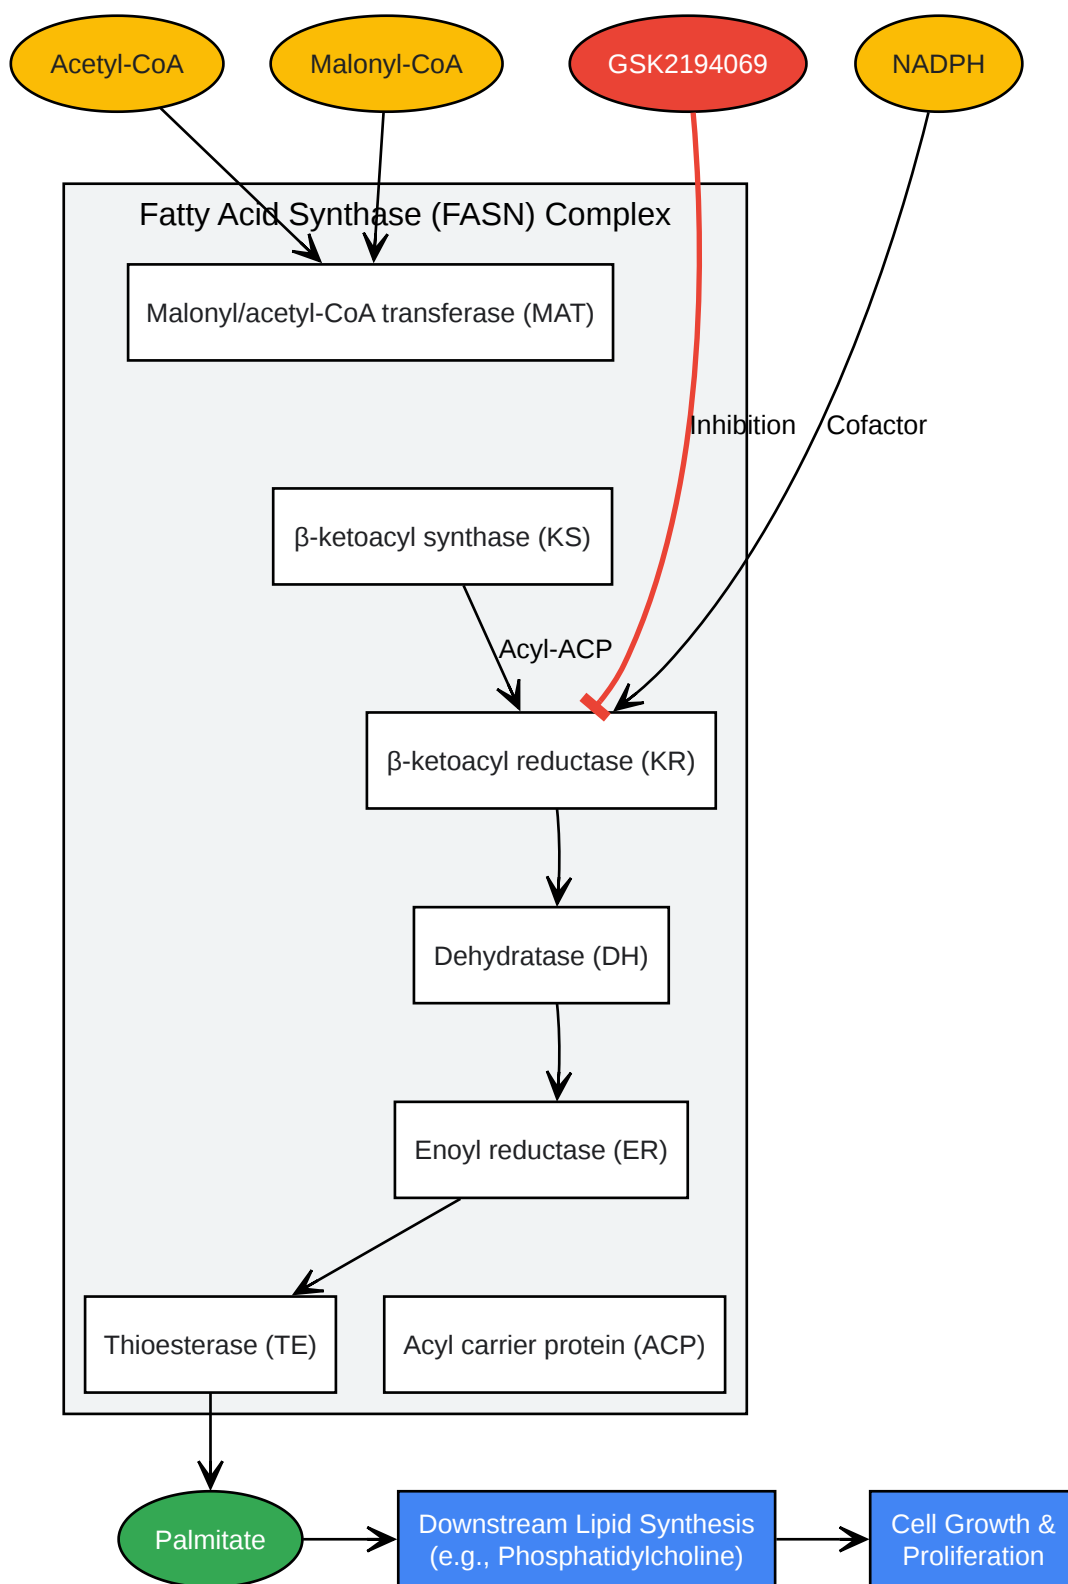 Acetyl-CoA
Malonyl-CoA
GSK2194069
NADPH
Fatty Acid Synthase (FASN) Complex
Malonyl/acetyl-CoA transferase (MAT)
Inhibition
Cofactor
β-ketoacyl synthase (KS)
Acyl-ACP
β-ketoacyl reductase (KR)
Dehydratase (DH)
Enoyl reductase (ER)
Thioesterase (TE)
Acyl carrier protein (ACP)
Palmitate
Downstream Lipid Synthesis
(e.g., Phosphatidylcholine)
Cell Growth &
Proliferation